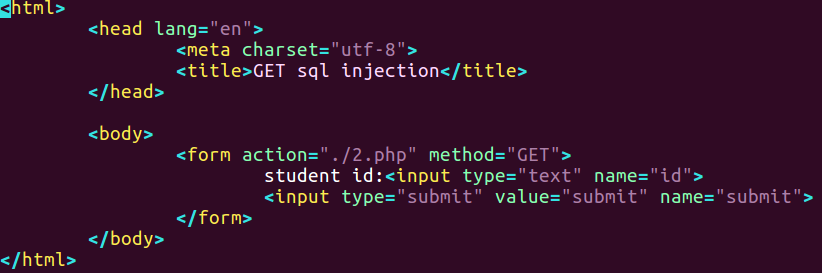 <html>
<head lang="en">
<meta charset="utf-8">
<title>GET sql injection</title>
</head>
<body>
<form action="./2.php" method="GET">
student id:<input type="text" name="id">
<input type="submit" value="submit" name="submit">
</form>
</body>
</html>